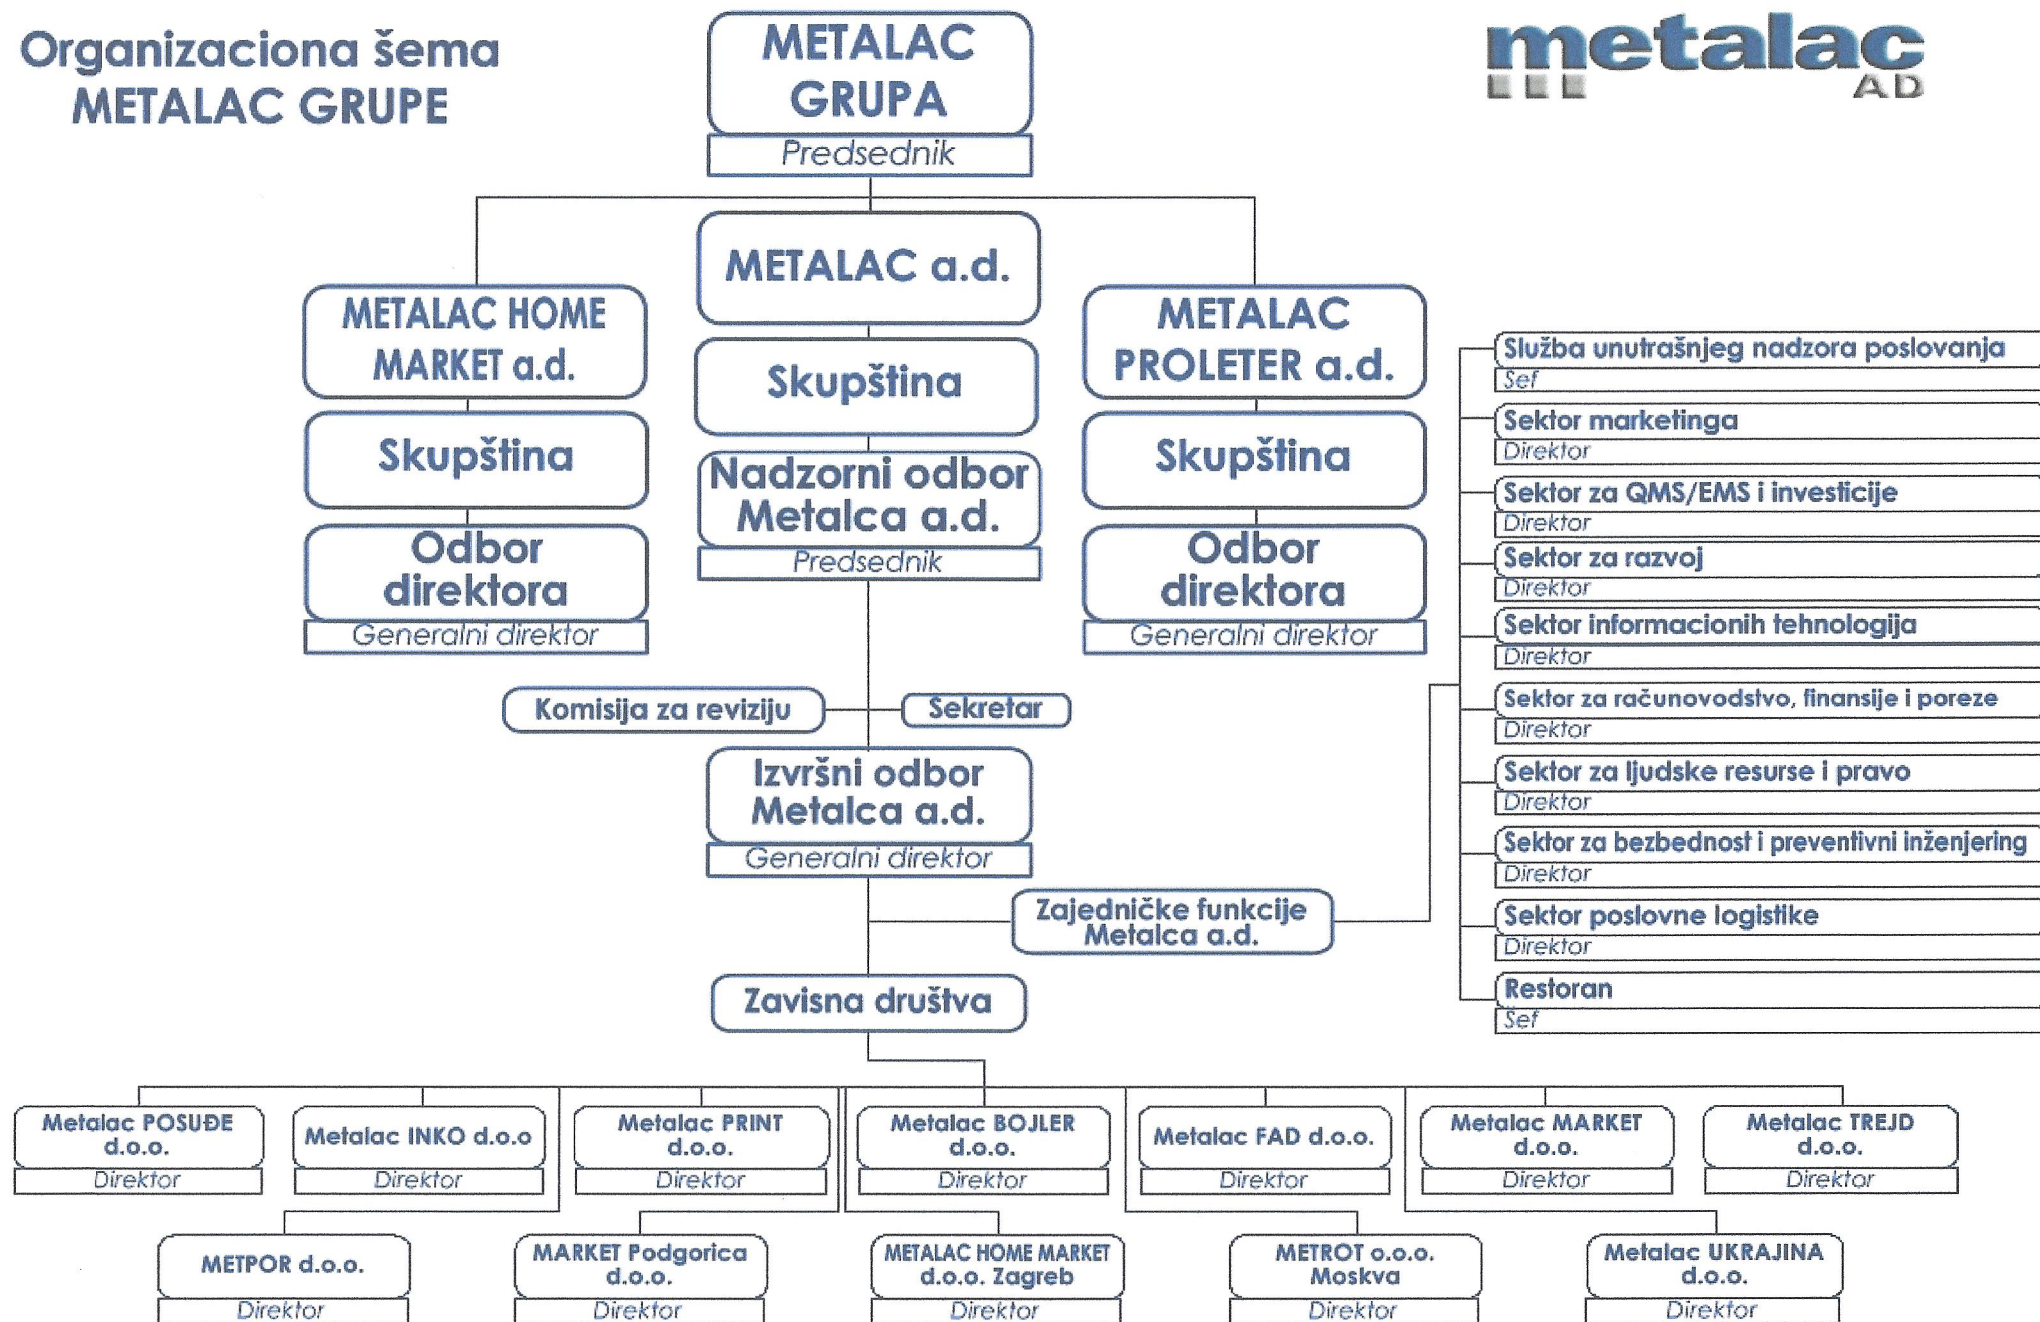 Organizaciona šema
METALAC GRUPE
METALAC
GRUPA
Predsednik
metalac
AD
METALAC a.d.
Skupština
Nadzorni odbor
Metalca a.d.
Predsednik
METALAC HOME
MARKET a.d.
Skupština
Odbor
direktora
Generalni direktor
METALAC
PROLETER a.d.
Skupština
Odbor
direktora
Generalni direktor
Komisija za reviziju
Sekretar
Izvršni odbor
Metalca a.d.
Generalni direktor
Zajedničke funkcije
Metalca a.d.
Služba unutrašnjeg nadzora poslovanja
Šef
Sektor marketinga
Direktor
Sektor za QMS/EMS i investicije
Direktor
Sektor za razvoj
Direktor
Sektor informacionih tehnologija
Direktor
Sektor za računovodstvo, finansije i poreze
Direktor
Sektor za ljudske resurse i pravo
Direktor
Sektor za bezbednost i preventivni inženjering
Direktor
Sektor poslovne logistike
Direktor
Restoran
Šef
Zavisna društva
Metalac POSUĐE
d.o.o.
Direktor
Metalac INKO d.o.o
Direktor
Metalac PRINT
d.o.o.
Direktor
Metalac BOJLER
d.o.o.
Direktor
Metalac FAD d.o.o.
Direktor
Metalac MARKET
d.o.o.
Direktor
Metalac TREJD
d.o.o.
Direktor
METPOR d.o.o.
Direktor
MARKET Podgorica
d.o.o.
Direktor
METALAC HOME MARKET
d.o.o. Zagreb
Direktor
METROT o.o.o.
Moskva
Direktor
Metalac UKRAJINA
d.o.o.
Direktor